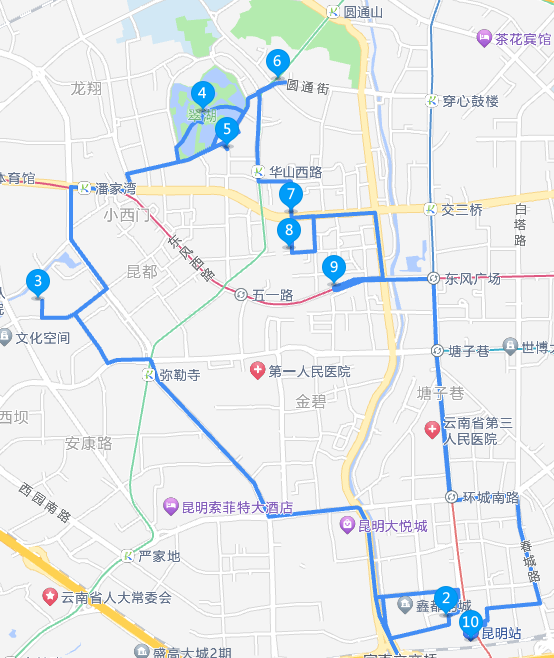 圆通山
茶花宾馆
龙翔
6
圆通街
4
翠湖
穿心鼓楼
5
华山西路
体育馆
潘家湾
7
交三桥
白塔路
小西门
8
东风西路
昆都
9
东风广场
3
五一路
文化空间
塘子巷
世博大
弥勒寺
第一人民医院
金碧
塘子巷
西坝
云南省第三
人民医院
安康路
西园南路
环城南路
昆明索菲特大酒店
昆明大悦城
春城路
严家地
云南省人大常委会
2
鑫都
城
10
昆明站
盛高大城2期